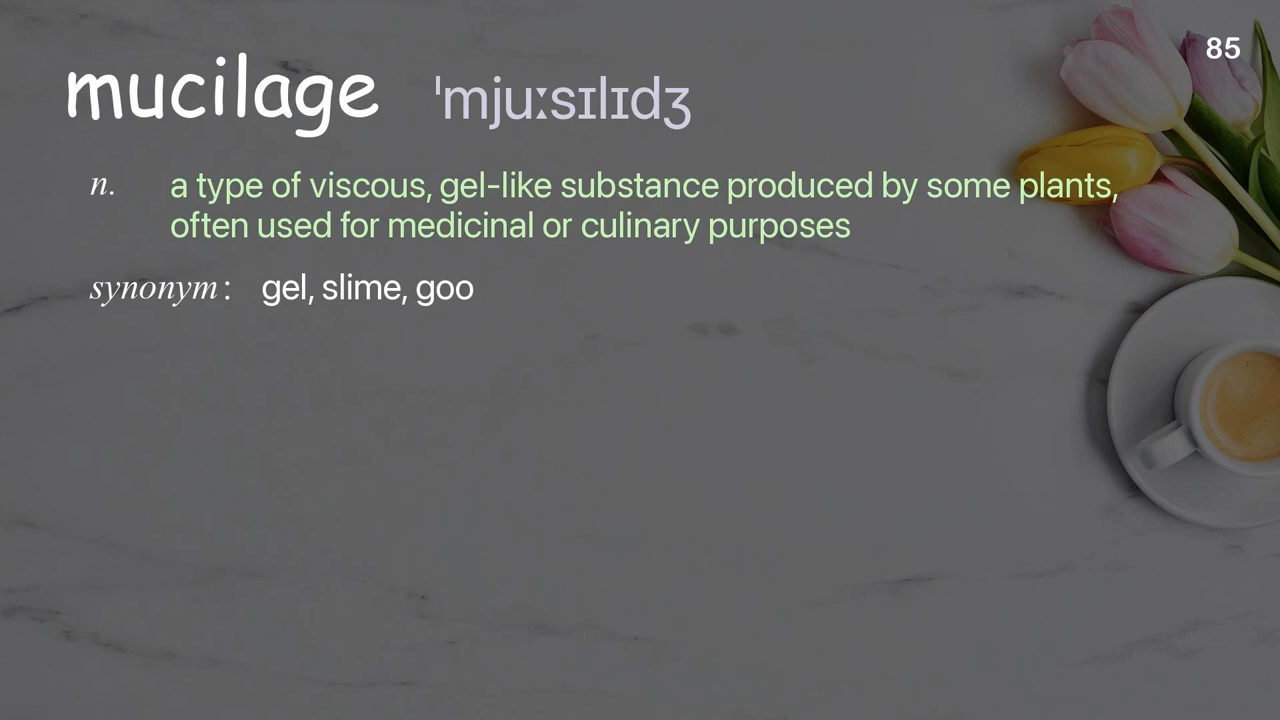 85
mucilage ˈmjuːsɪlɪdʒ
n. a type of viscous, gel-like substance produced by some plants,
often used for medicinal or culinary purposes
synonym : gel, slime, goo